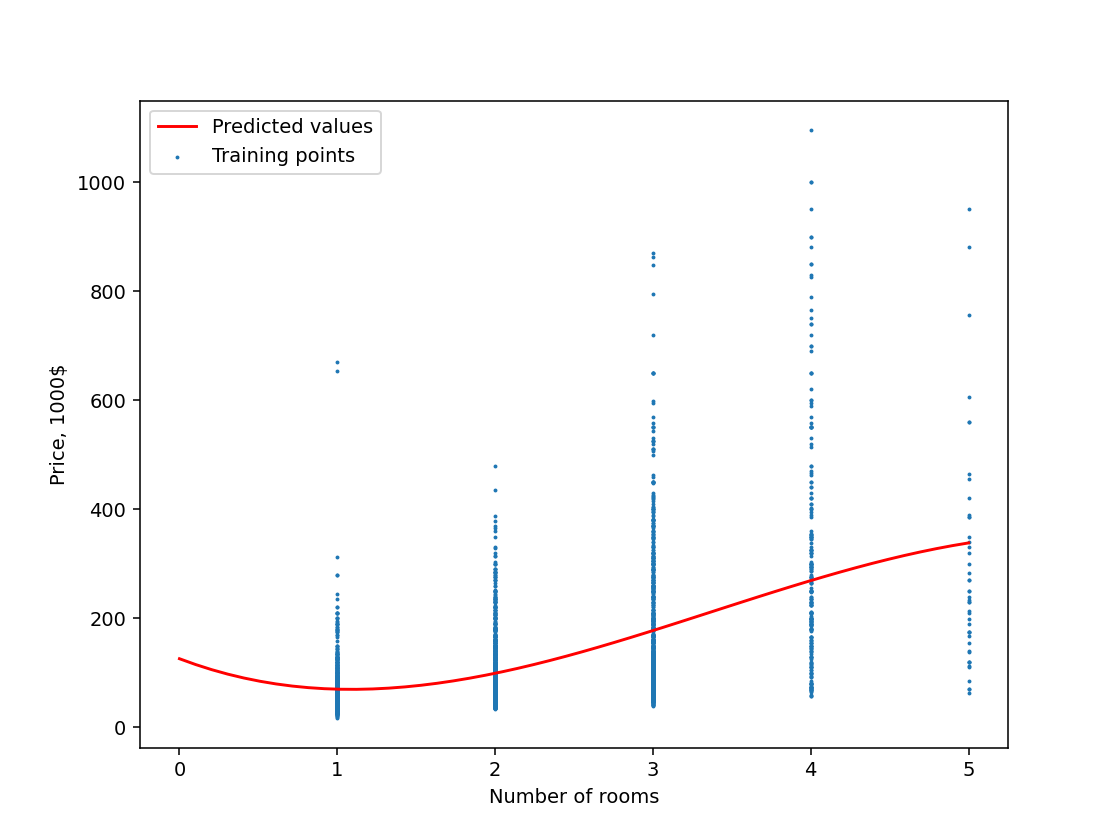 Predicted values
Training points
1000
800
600
400
200
0
Price, 1000$
0 1 2 3 4 5
Number of rooms